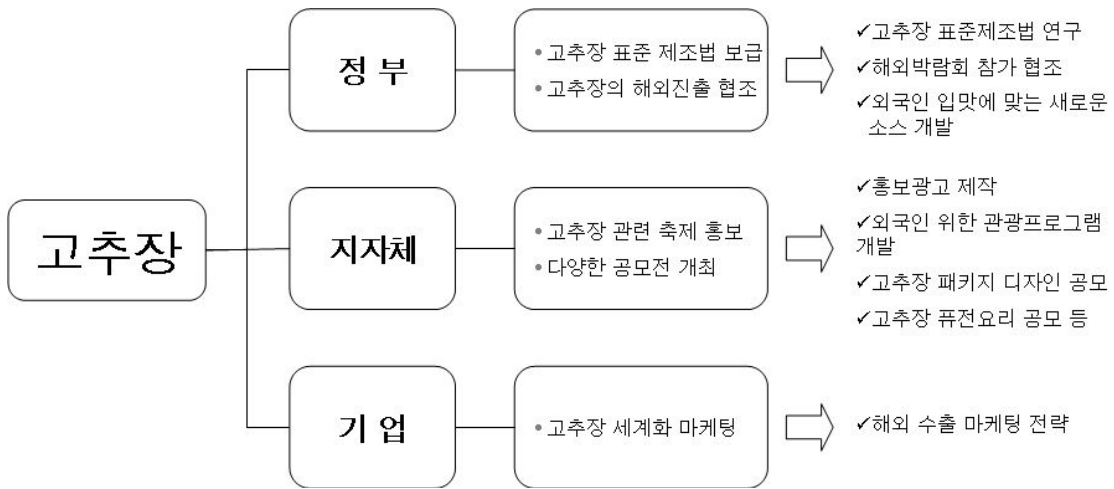 고추장
정 부
• 고추장 표준 제조법 보급
• 고추장의 해외진출 협조
✓고추장 표준제조법 연구
✓해외박람회 참가 협조
✓외국인 입맛에 맞는 새로운
소스 개발
지자체
• 고추장 관련 축제 홍보
• 다양한 공모전 개최
✓홍보광고 제작
✓외국인 위한 관광프로그램
개발
✓고추장 패키지 디자인 공모
✓고추장 퓨전요리 공모 등
기 업
• 고추장 세계화 마케팅
✓해외 수출 마케팅 전략